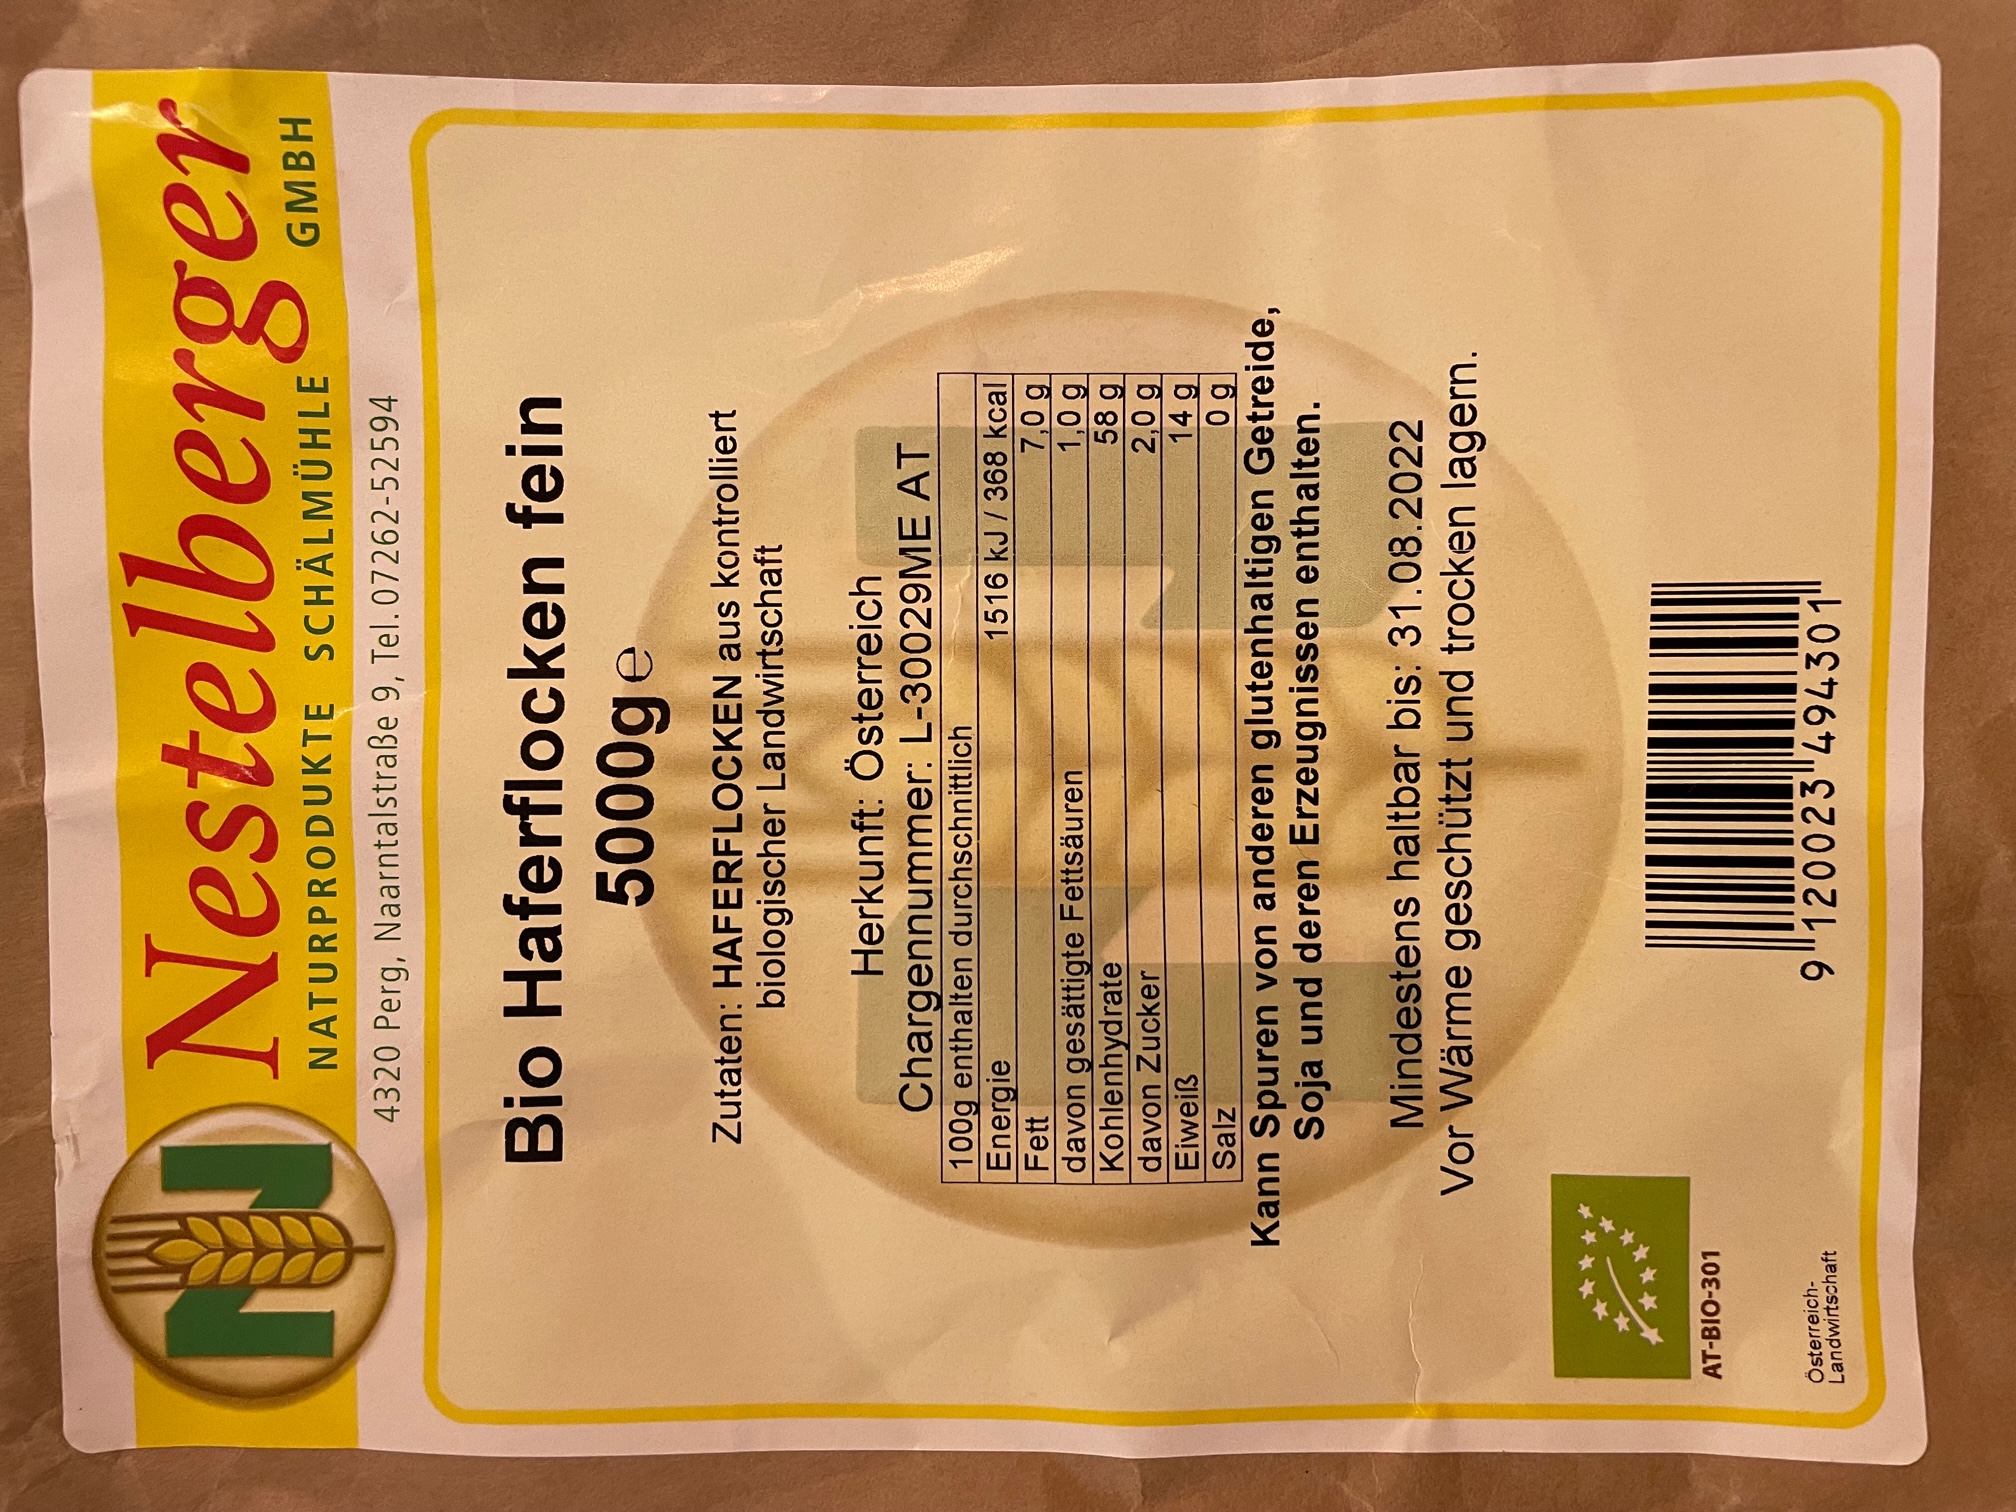 Nestelberger
NATURPRODUKTE SCHÄLMÜHLE GMBH
4320 Perg, Naarntalstraße 9, Tel. 07262-52594
Bio Haferflocken fein
5000g ℮
Zutaten: HAFERFLOCKEN aus kontrolliert
biologischer Landwirtschaft
Herkunft: Österreich
Chargennummer: L-30029ME AT
100g enthalten durchschnittlich
Energie 1516 kJ / 368 kcal
Fett 7,0 g
davon gesättigte Fettsäuren 1,0 g
Kohlenhydrate 58 g
davon Zucker 2,0 g
Eiweiß 14 g
Salz 0 g
Kann Spuren von anderen glutenhaltigen Getreide,
Soja und deren Erzeugnissen enthalten.
Mindestens haltbar bis: 31.08.2022
Vor Wärme geschützt und trocken lagern.
AT-BIO-301
Österreich-
Landwirtschaft
9 120023 494301